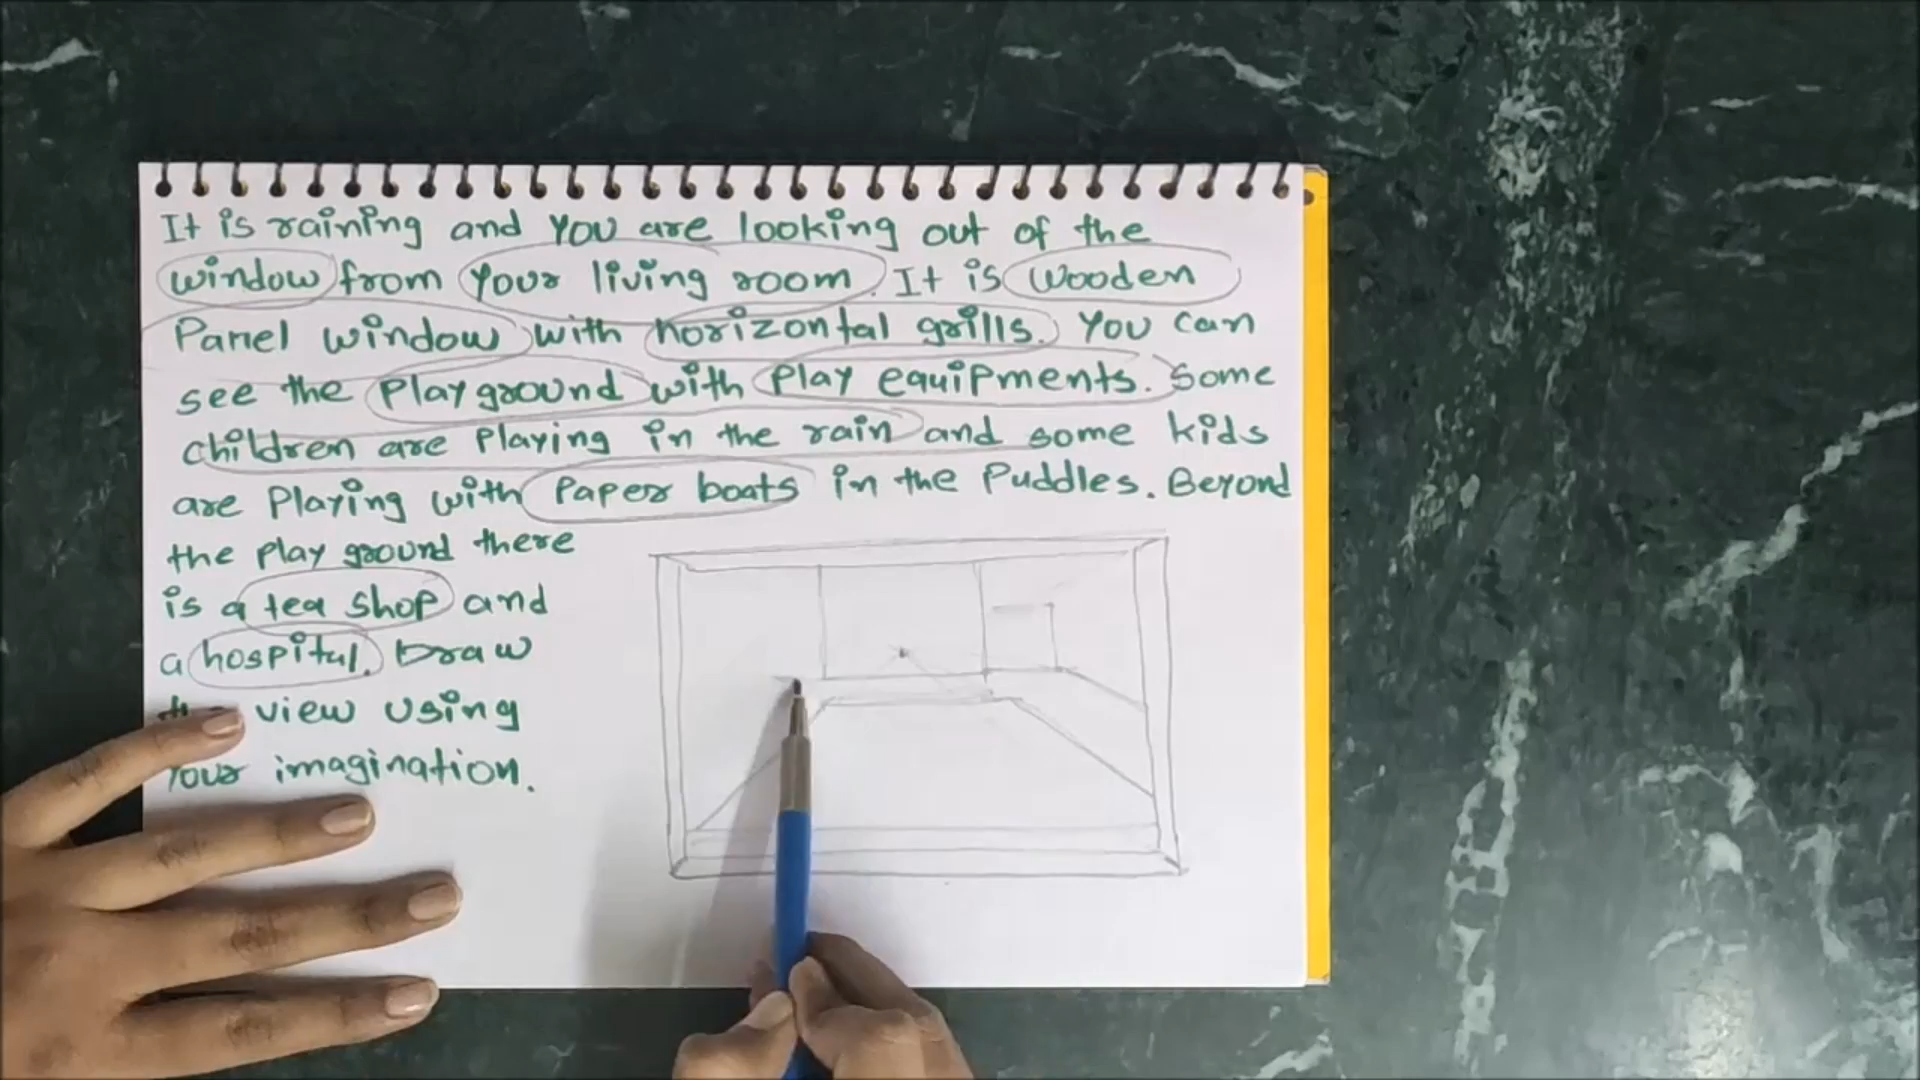 It is raining and you are looking out of the
window from your living room. It is wooden
Panel window with horizontal grills. You can
see the playground with play equipments. Some
children are playing in the rain and some kids
are playing with paper boats in the puddles. Beyond
the play ground there
is a tea shop and
a hospital. Draw
view using
your imagination.